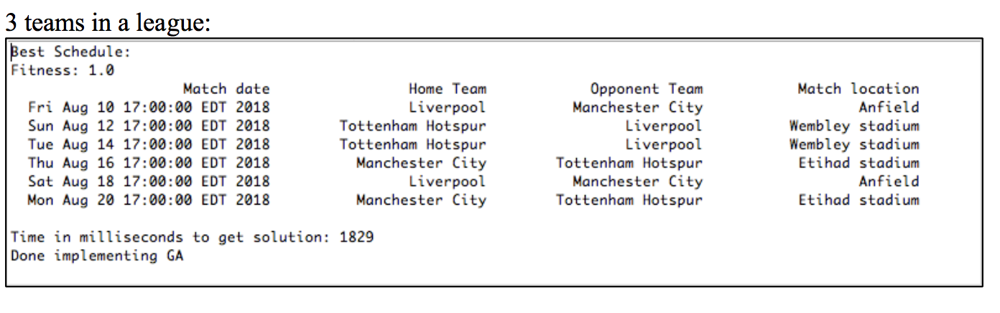 3 teams in a league:
Best Schedule:
Fitness: 1.0
Match date Home Team Opponent Team Match location
Fri Aug 10 17:00:00 EDT 2018 Liverpool Manchester City Anfield
Sun Aug 12 17:00:00 EDT 2018 Tottenham Hotspur Liverpool Wembley stadium
Tue Aug 14 17:00:00 EDT 2018 Tottenham Hotspur Liverpool Wembley stadium
Thu Aug 16 17:00:00 EDT 2018 Manchester City Tottenham Hotspur Etihad stadium
Sat Aug 18 17:00:00 EDT 2018 Liverpool Manchester City Anfield
Mon Aug 20 17:00:00 EDT 2018 Manchester City Tottenham Hotspur Etihad stadium
Time in milliseconds to get solution: 1829
Done implementing GA